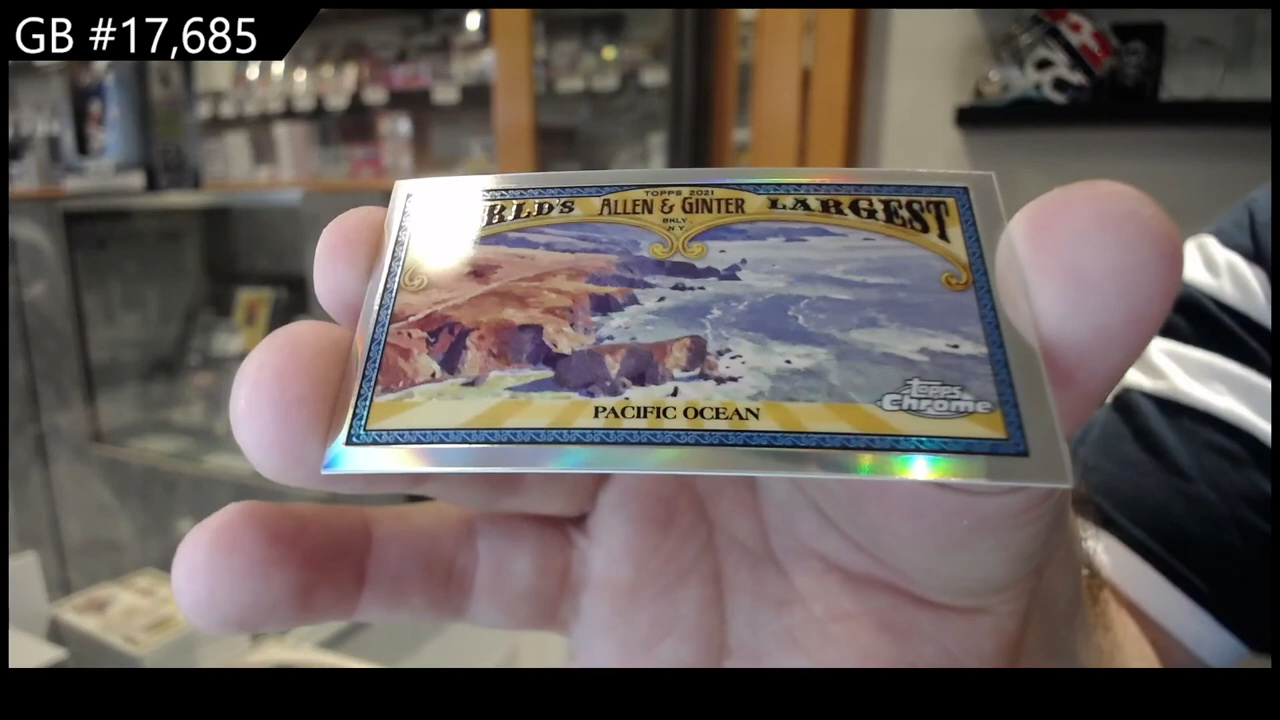 GB #17,685
TOPPS 2021
RLD'S ALLEN & GINTER LARGEST
BKLY
N Y
topps
Chrome
PACIFIC OCEAN